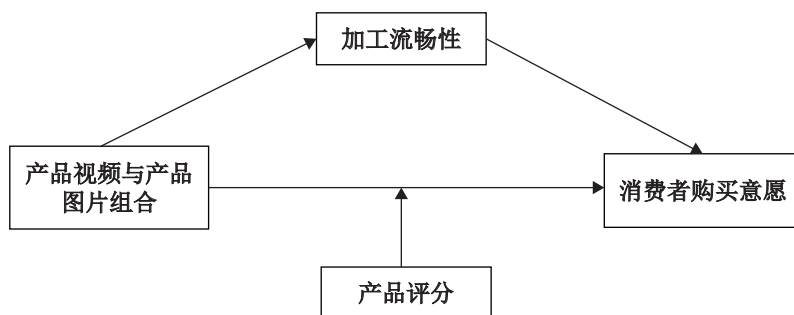 加工流畅性
产品视频与产品
图片组合
消费者购买意愿
产品评分